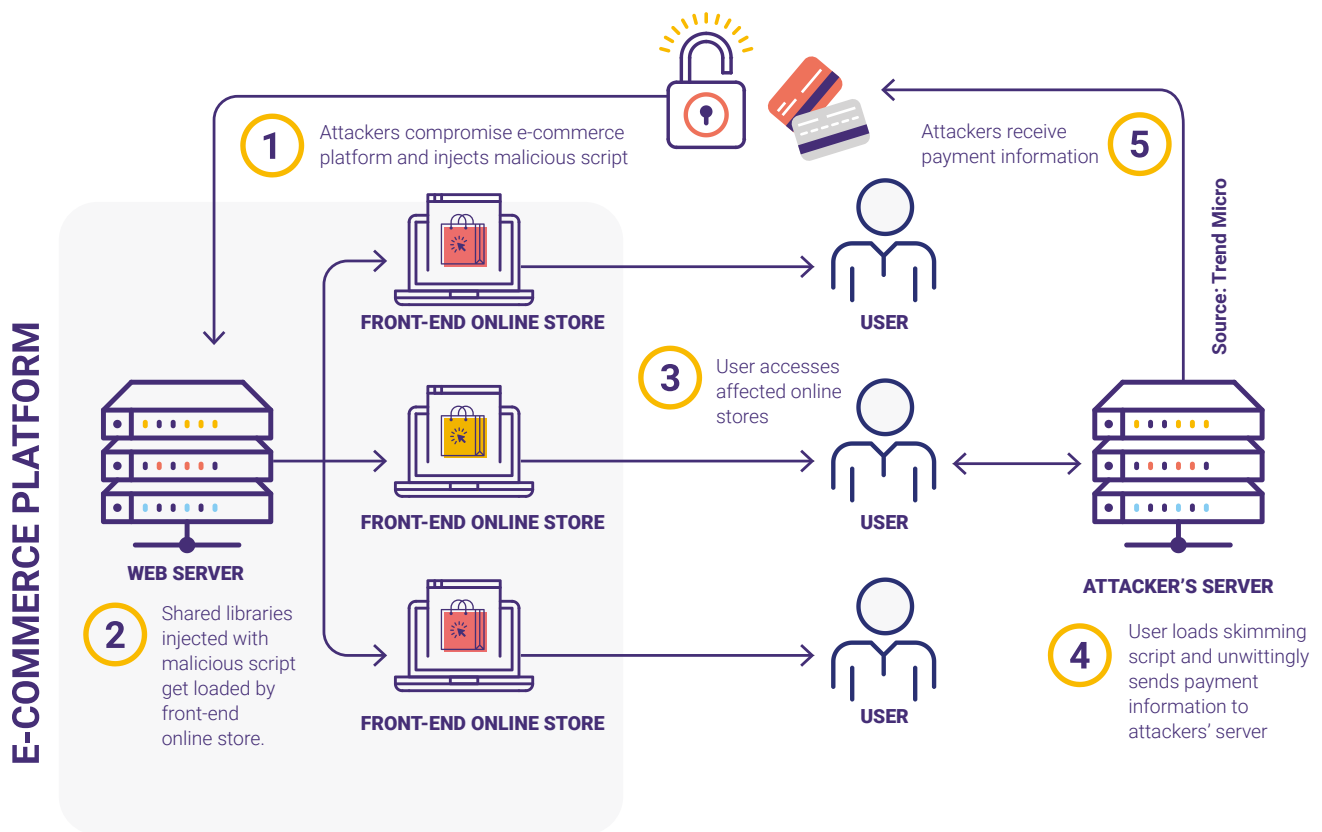 1
Attackers compromise e-commerce
platform and injects malicious script
Attackers receive
payment information
5
Source: Trend Micro
E-COMMERCE PLATFORM
FRONT-END ONLINE STORE
USER
3
User accesses
affected online
stores
FRONT-END ONLINE STORE
USER
WEB SERVER
ATTACKER'S SERVER
2
Shared libraries
injected with
malicious script
get loaded by
front-end
online store.
FRONT-END ONLINE STORE
USER
4
User loads skimming
script and unwittingly
sends payment
information to
attackers' server